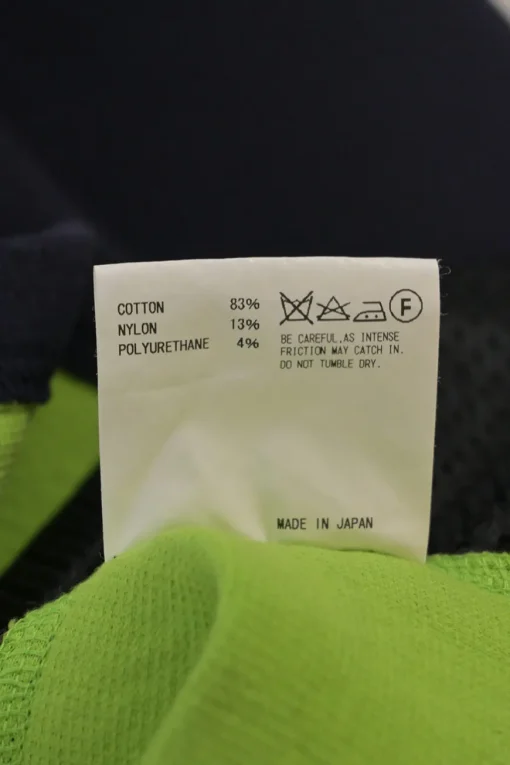 COTTON 83%
NYLON 13%
POLYURETHANE 4%
F
BE CAREFUL,AS INTENSE
FRICTION MAY CATCH IN.
DO NOT TUMBLE DRY.
MADE IN JAPAN